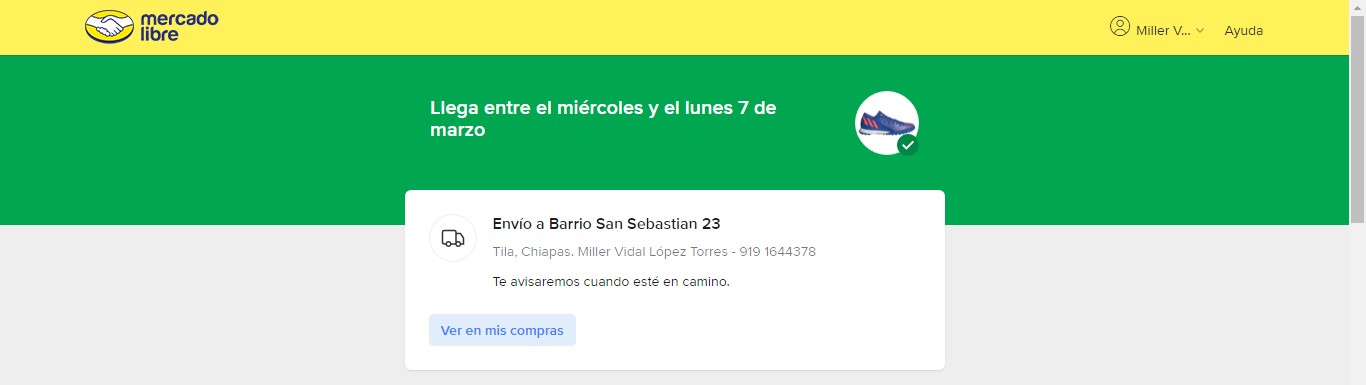 mercado
libre
Miller V...
Ayuda
Llega entre el miércoles y el lunes 7 de
marzo
Envío a Barrio San Sebastian 23
Tila, Chiapas. Miller Vidal López Torres - 919 1644378
Te avisaremos cuando esté en camino.
Ver en mis compras